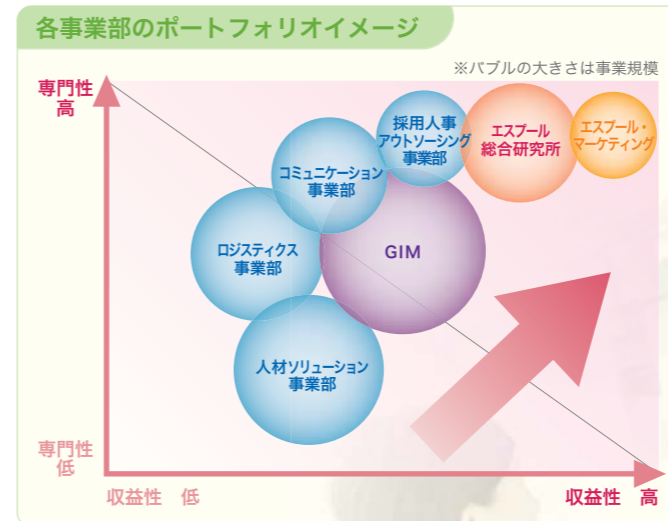 各事業部のポートフォリオイメージ
※バブルの大きさは事業規模
専門性
高
採用人事
アウトソーシング
事業部
エスプール
総合研究所
エスプール・
マーケティング
コミュニケーション
事業部
ロジスティクス
事業部
GIM
人材ソリューション
事業部
専門性
低
収益性 低
収益性 高